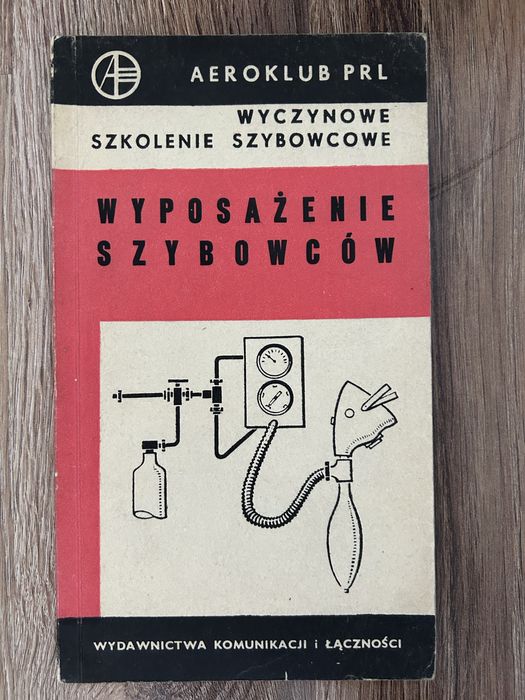 AEROKLUB PRL
WYCZYNOWE
SZKOLENIE SZYBOWCOWE
WYPOSAŻENIE
SZYBOWCÓW
WYDAWNICTWA KOMUNIKACJI i ŁĄCZNOŚCI